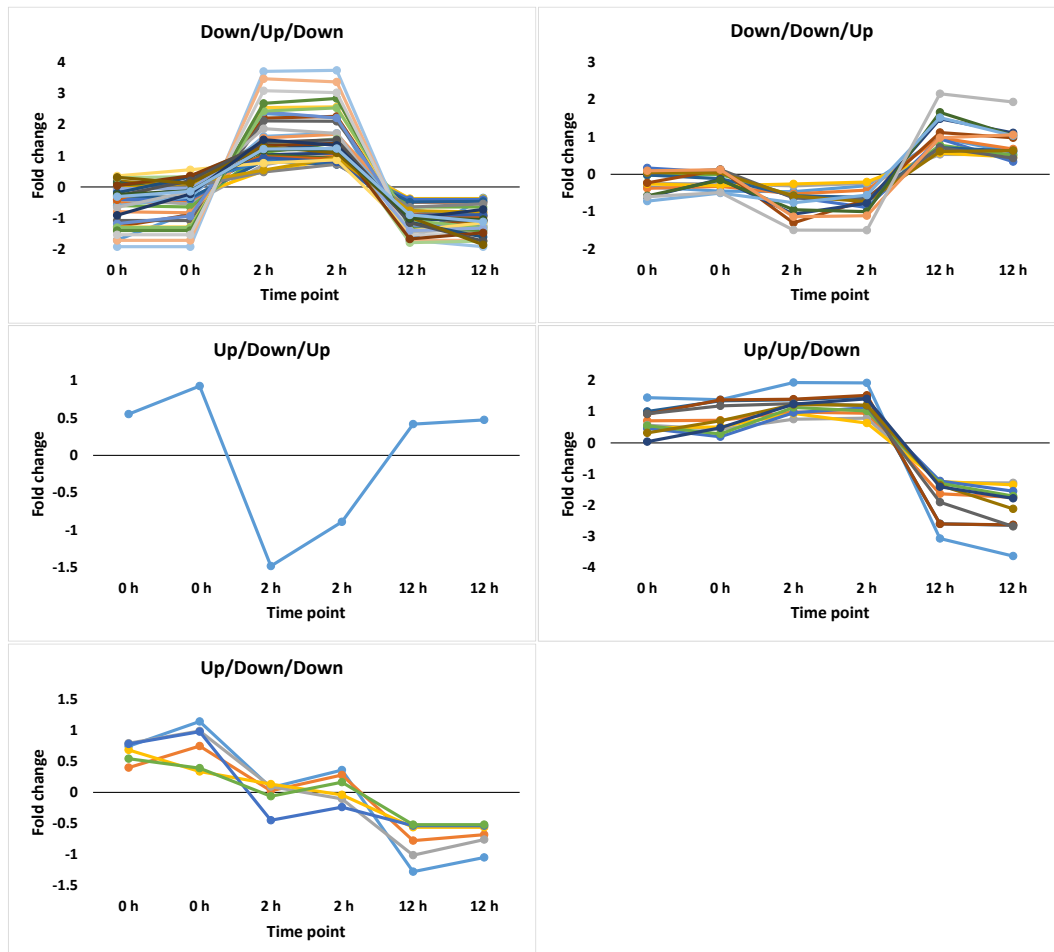 Down/Up/Down
4
3
2
1
0
-1
-2
Fold change
0 h 0 h 2 h 2 h 12 h 12 h
Time point
Down/Down/Up
3
2
1
0
-1
-2
Fold change
0 h 0 h 2 h 2 h 12 h 12 h
Time point
Up/Down/Up
1
0.5
0
-0.5
-1
-1.5
Fold change
0 h 0 h 2 h 2 h 12 h 12 h
Time point
Up/Up/Down
2
1
0
-1
-2
-3
-4
Fold change
0 h 0 h 2 h 2 h 12 h 12 h
Time point
Up/Down/Down
1.5
1
0.5
0
-0.5
-1
-1.5
Fold change
0 h 0 h 2 h 2 h 12 h 12 h
Time point